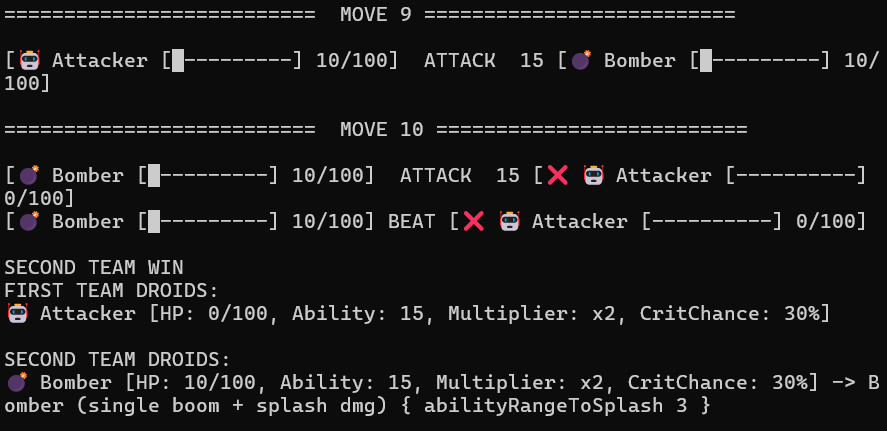 ========================== MOVE 9 ==========================
[🤖 Attacker [█---------] 10/100]  ATTACK  15 [💣 Bomber [█---------] 10/
100]
========================== MOVE 10 ==========================
[💣 Bomber [█---------] 10/100]  ATTACK  15 [❌ 🤖 Attacker [----------]
0/100]
[💣 Bomber [█---------] 10/100] BEAT [❌ 🤖 Attacker [----------] 0/100]
SECOND TEAM WIN
FIRST TEAM DROIDS:
🤖 Attacker [HP: 0/100, Ability: 15, Multiplier: x2, CritChance: 30%]
SECOND TEAM DROIDS:
💣 Bomber [HP: 10/100, Ability: 15, Multiplier: x2, CritChance: 30%] -> B
omber (single boom + splash dmg) { abilityRangeToSplash 3 }